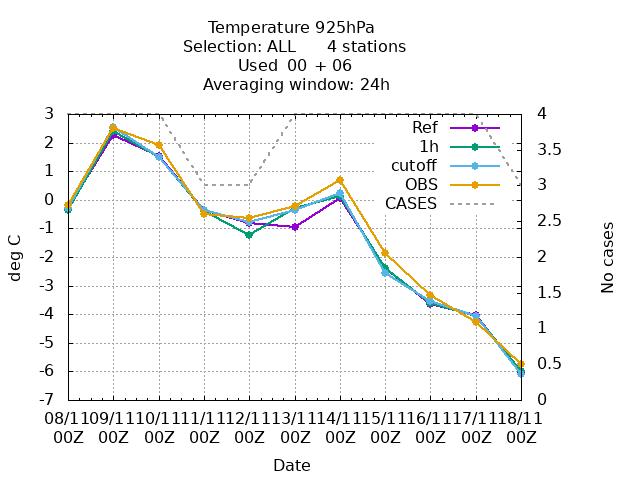 Temperature 925hPa
Selection: ALL 4 stations
Used 00 + 06
Averaging window: 24h
3 4
Ref
2 3.5
1h
1 cutoff 3
OBS
0 CASES 2.5
-1 2
-2 1.5
-3 1
-4 0.5
-5 0
-6
-7
deg C
No cases
08/11 09/11 10/11 11/11 12/11 13/11 14/11 15/11 16/11 17/11 18/11
00Z 00Z 00Z 00Z 00Z 00Z 00Z 00Z 00Z 00Z 00Z
Date